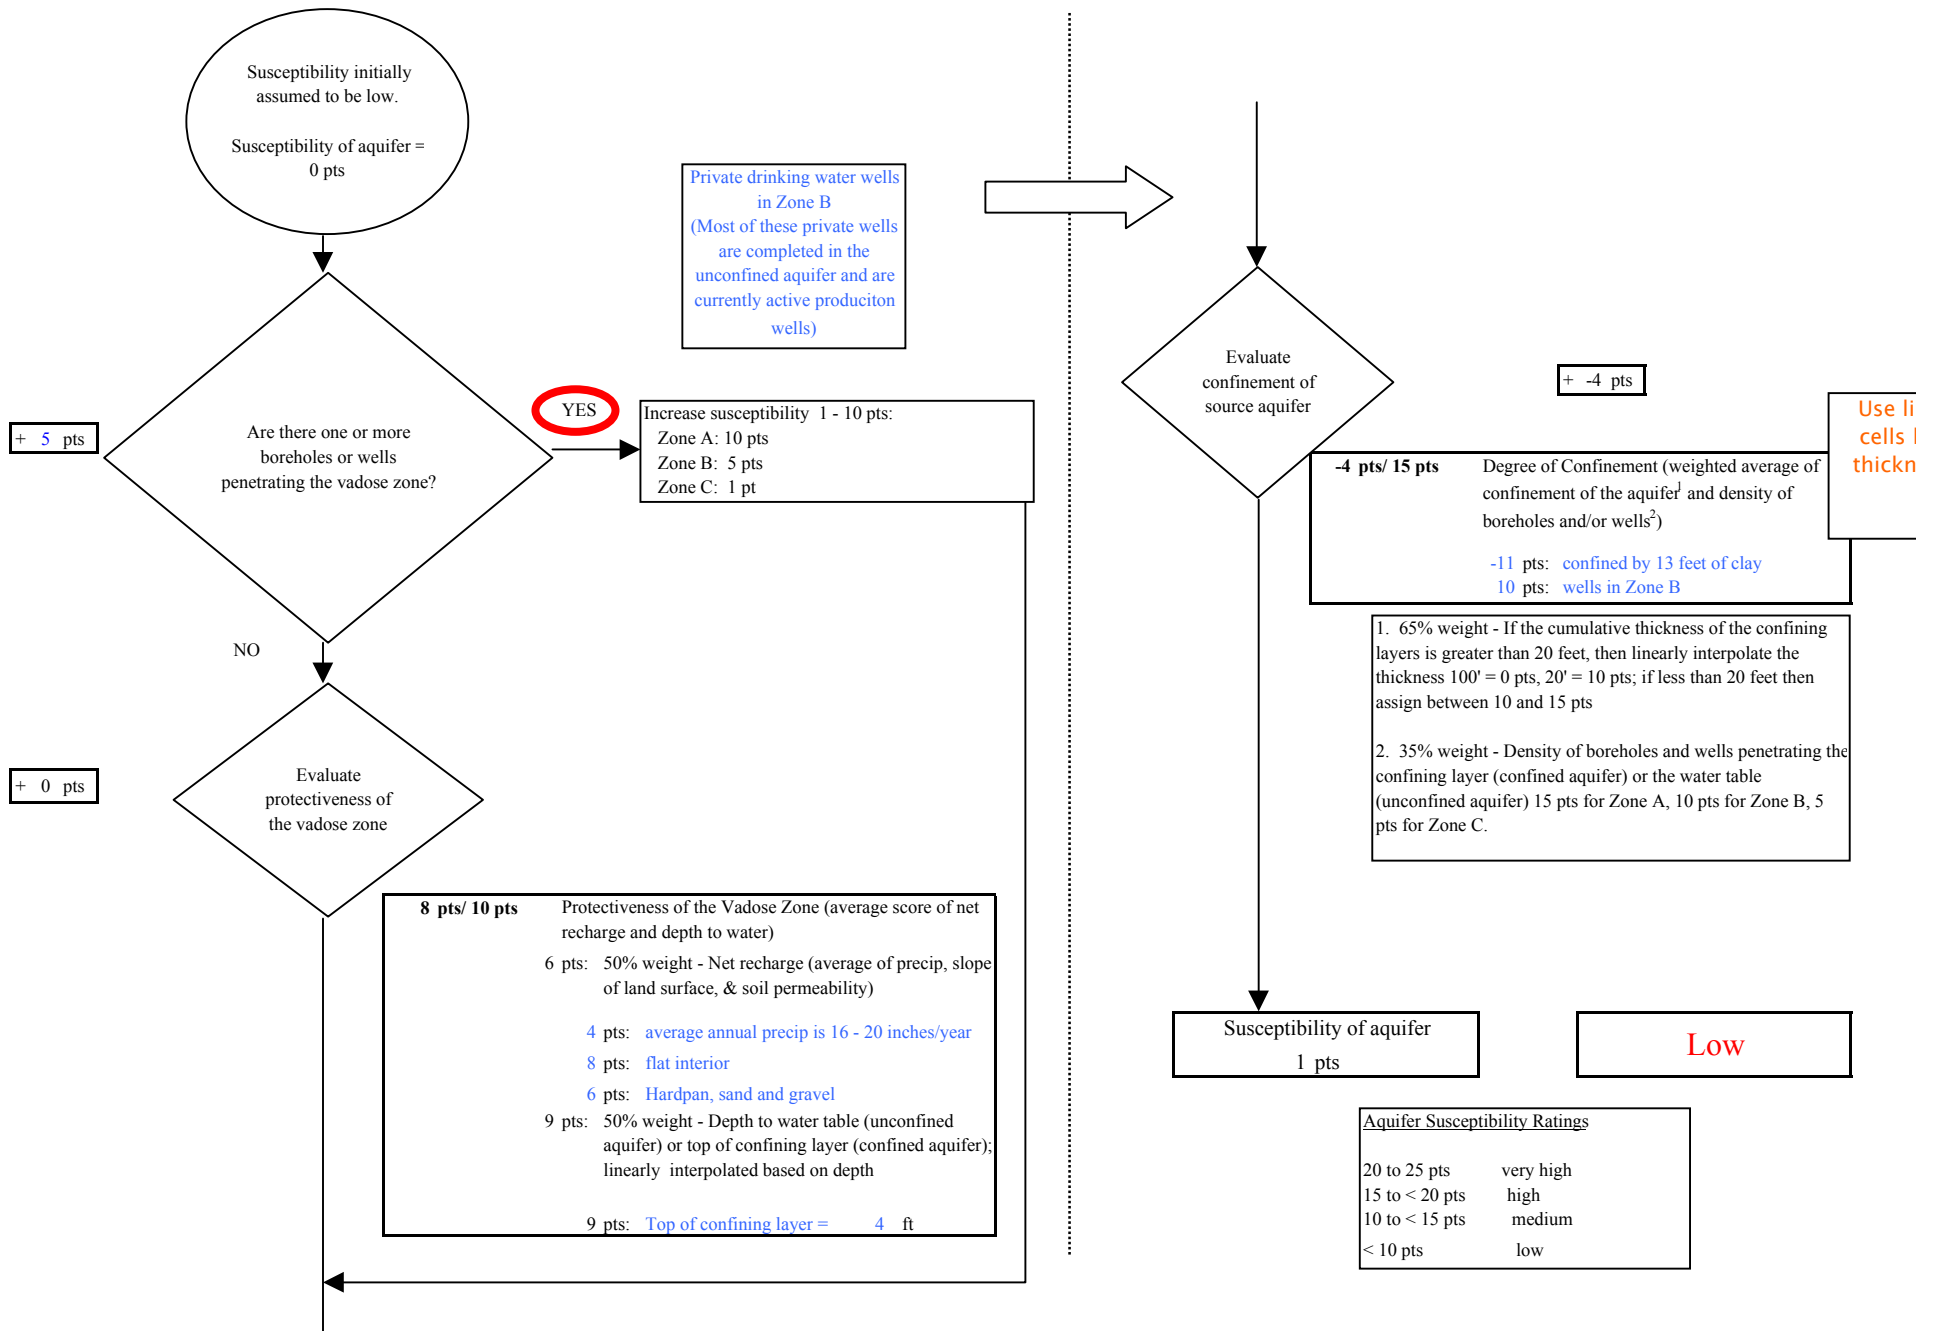 Susceptibility initially
assumed to be low.
Susceptibility of aquifer =
0 pts
Private drinking water wells
in Zone B
(Most of these private wells
are completed in the
unconfined aquifer and are
currently active produciton
wells)
YES
Increase susceptibility 1 - 10 pts:
Zone A: 10 pts
Zone B: 5 pts
Zone C: 1 pt
+ 5 pts
Are there one or more
boreholes or wells
penetrating the vadose zone?
NO
+ 0 pts
Evaluate
protectiveness of
the vadose zone
8 pts/ 10 pts Protectiveness of the Vadose Zone (average score of net
recharge and depth to water)
6 pts: 50% weight - Net recharge (average of precip, slope
of land surface, & soil permeability)
4 pts: average annual precip is 16 - 20 inches/year
8 pts: flat interior
6 pts: Hardpan, sand and gravel
9 pts: 50% weight - Depth to water table (unconfined
aquifer) or top of confining layer (confined aquifer);
linearly interpolated based on depth
9 pts: Top of confining layer = 4 ft
Evaluate
confinement of
source aquifer
+ -4 pts
Use li
cells
thickn
-4 pts/ 15 pts Degree of Confinement (weighted average of
confinement of the aquifer1 and density of
boreholes and/or wells2)
-11 pts: confined by 13 feet of clay
10 pts: wells in Zone B
1. 65% weight - If the cumulative thickness of the confining
layers is greater than 20 feet, then linearly interpolate the
thickness 100' = 0 pts, 20' = 10 pts; if less than 20 feet then
assign between 10 and 15 pts
2. 35% weight - Density of boreholes and wells penetrating the
confining layer (confined aquifer) or the water table
(unconfined aquifer) 15 pts for Zone A, 10 pts for Zone B, 5
pts for Zone C.
Susceptibility of aquifer
1 pts
Low
Aquifer Susceptibility Ratings
20 to 25 pts very high
15 to < 20 pts high
10 to < 15 pts medium
< 10 pts low